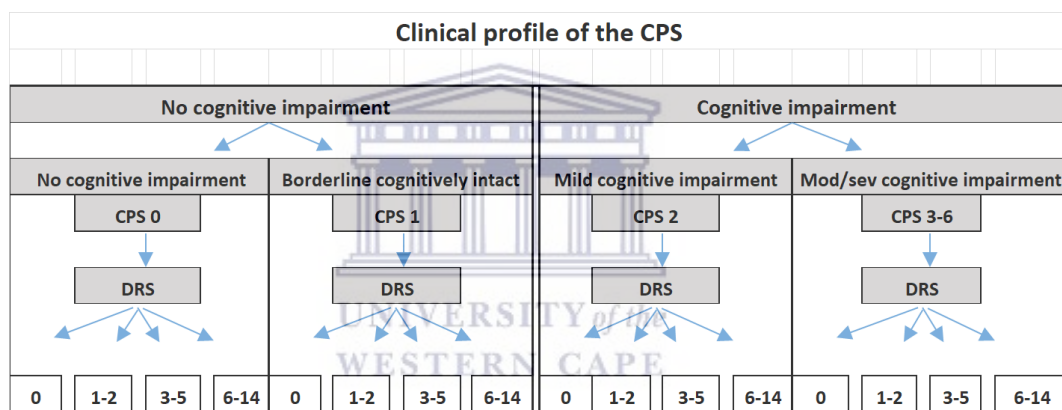 Clinical profile of the CPS
No cognitive impairment Cognitive impairment
No cognitive impairment Borderline cognitively intact Mild cognitive impairment Mod/sev cognitive impairment
CPS 0 CPS 1 CPS 2 CPS 3-6
DRS DRS DRS DRS
UNIVERSITY of the
WESTERN CAPE
0 1-2 3-5 6-14 0 1-2 3-5 6-14 0 1-2 3-5 6-14 0 1-2 3-5 6-14